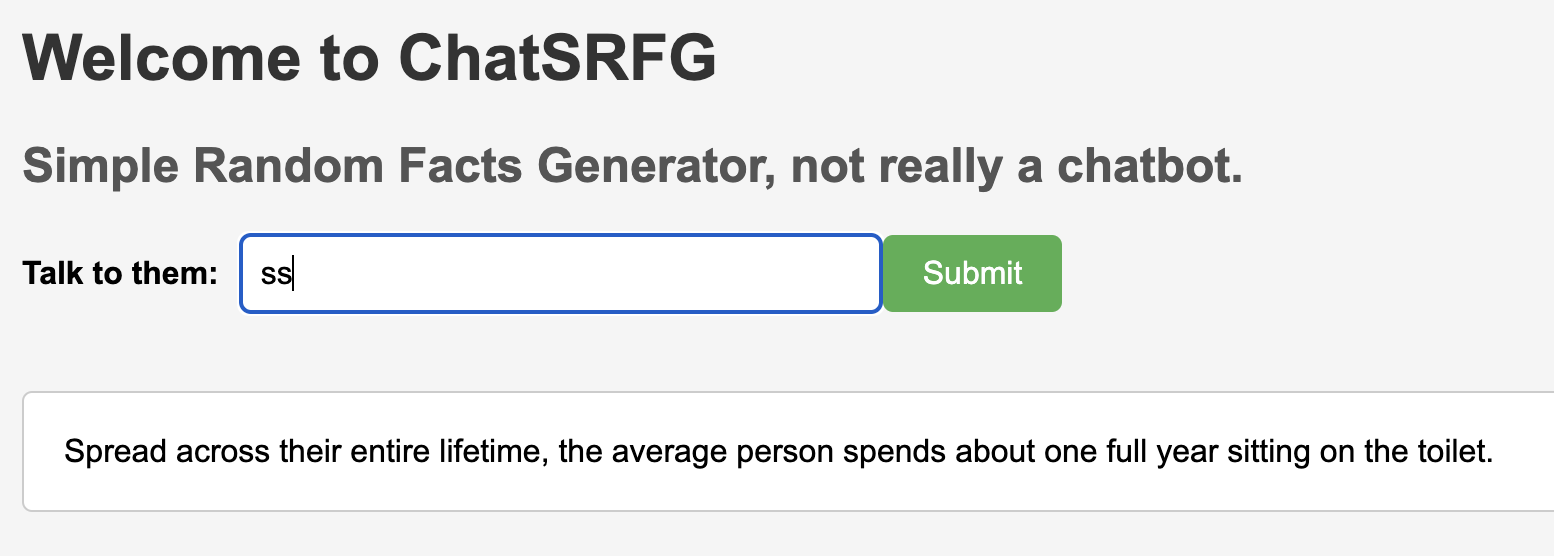 Welcome to ChatSRFG
Simple Random Facts Generator, not really a chatbot.
Talk to them: ss Submit
Spread across their entire lifetime, the average person spends about one full year sitting on the toilet.